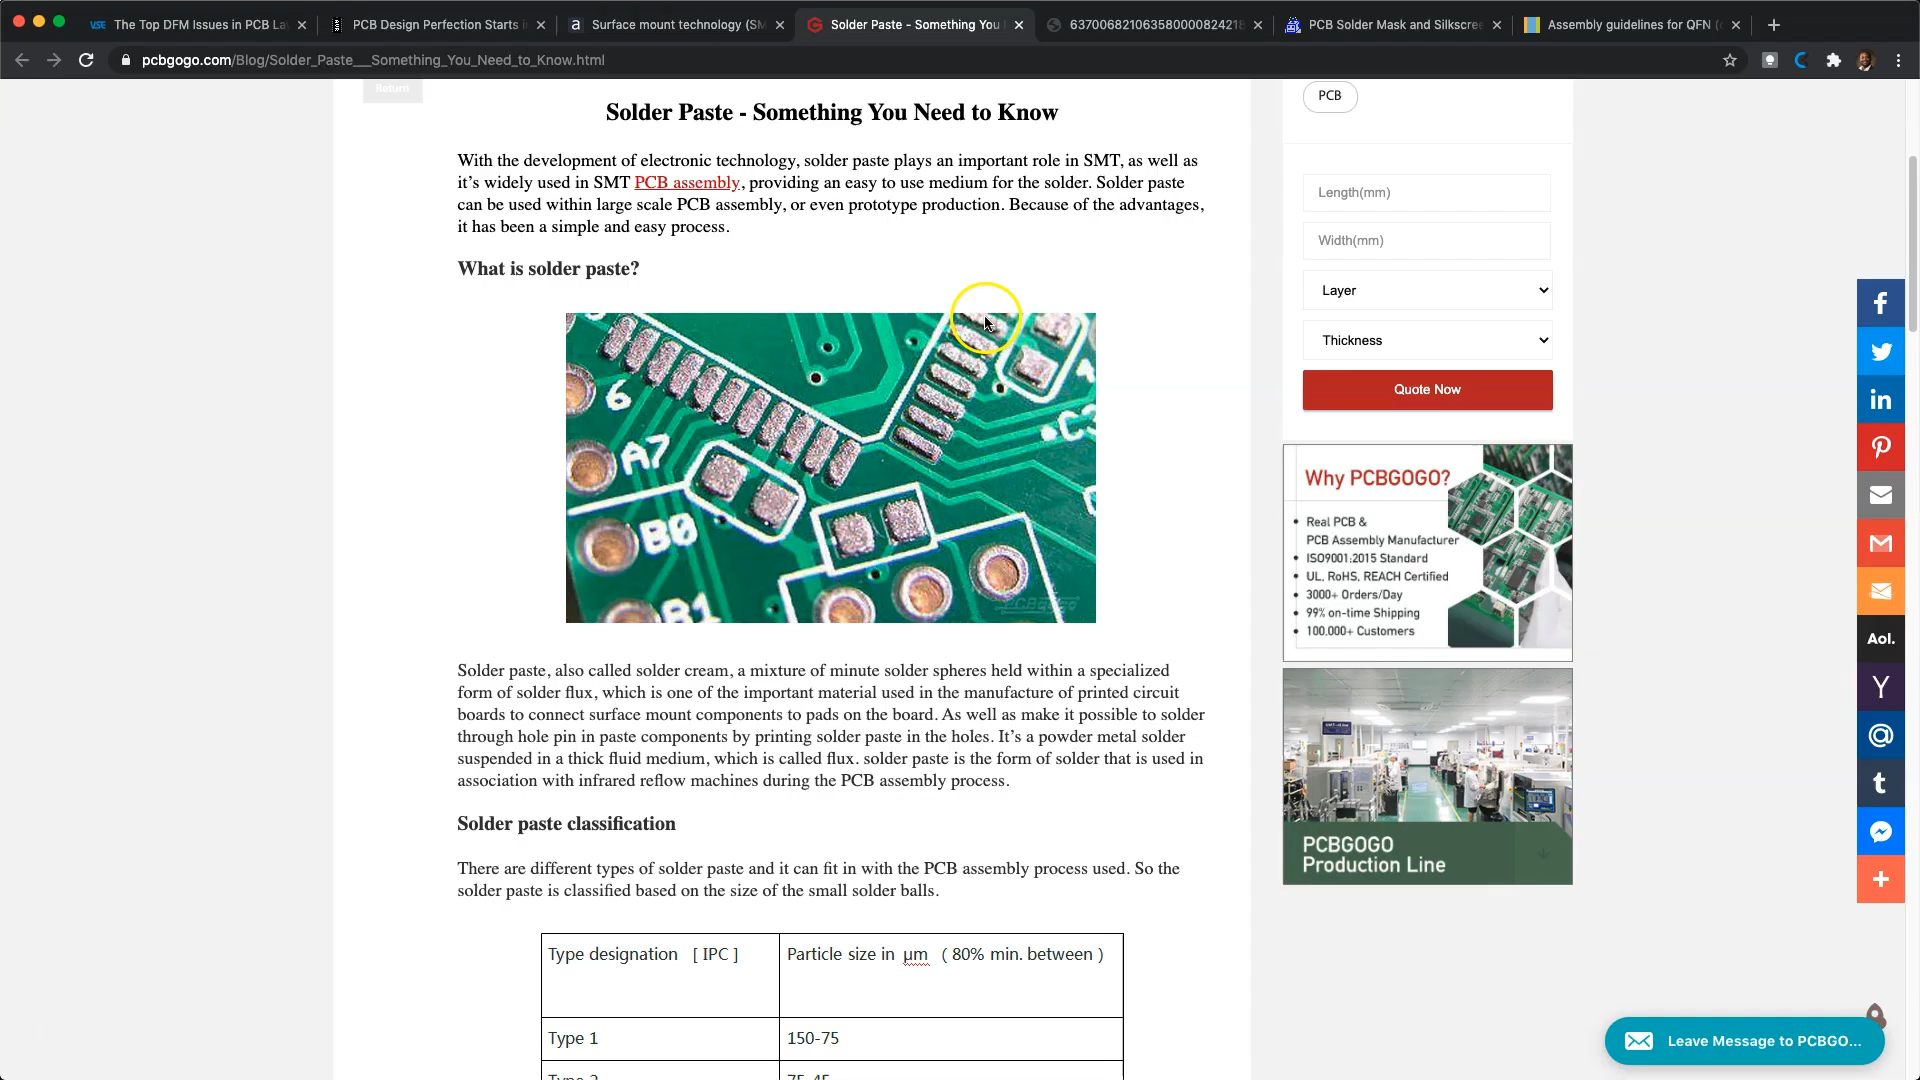 The Top DFM Issues in PCB La
PCB Design Perfection Starts i
Surface mount technology (SM
Solder Paste - Something You
637006821063580000824218
PCB Solder Mask and Silkscree
Assembly guidelines for QFN (
pcbgogo.com/Blog/Solder_Paste___Something_You_Need_to_Know.html
Return
Solder Paste - Something You Need to Know
With the development of electronic technology, solder paste plays an important role in SMT, as well as
it's widely used in SMT PCB assembly, providing an easy to use medium for the solder. Solder paste
can be used within large scale PCB assembly, or even prototype production. Because of the advantages,
it has been a simple and easy process.
What is solder paste?
6
A7
B0
B1
C3
PCBgogo
Solder paste, also called solder cream, a mixture of minute solder spheres held within a specialized
form of solder flux, which is one of the important material used in the manufacture of printed circuit
boards to connect surface mount components to pads on the board. As well as make it possible to solder
through hole pin in paste components by printing solder paste in the holes. It's a powder metal solder
suspended in a thick fluid medium, which is called flux. solder paste is the form of solder that is used in
association with infrared reflow machines during the PCB assembly process.
Solder paste classification
There are different types of solder paste and it can fit in with the PCB assembly process used. So the
solder paste is classified based on the size of the small solder balls.
Type designation [ IPC ]
Particle size in μm ( 80% min. between )
Type 1
150-75
Type 2
75-45
PCB
Length(mm)
Width(mm)
Layer
Thickness
Quote Now
Why PCBGOGO?
• Real PCB &
PCB Assembly Manufacturer
• ISO9001:2015 Standard
• UL, RoHS, REACH Certified
• 3000+ Orders/Day
• 99% on-time Shipping
• 100,000+ Customers
PCBGOGO
Production Line
Aol.
Leave Message to PCBGO...